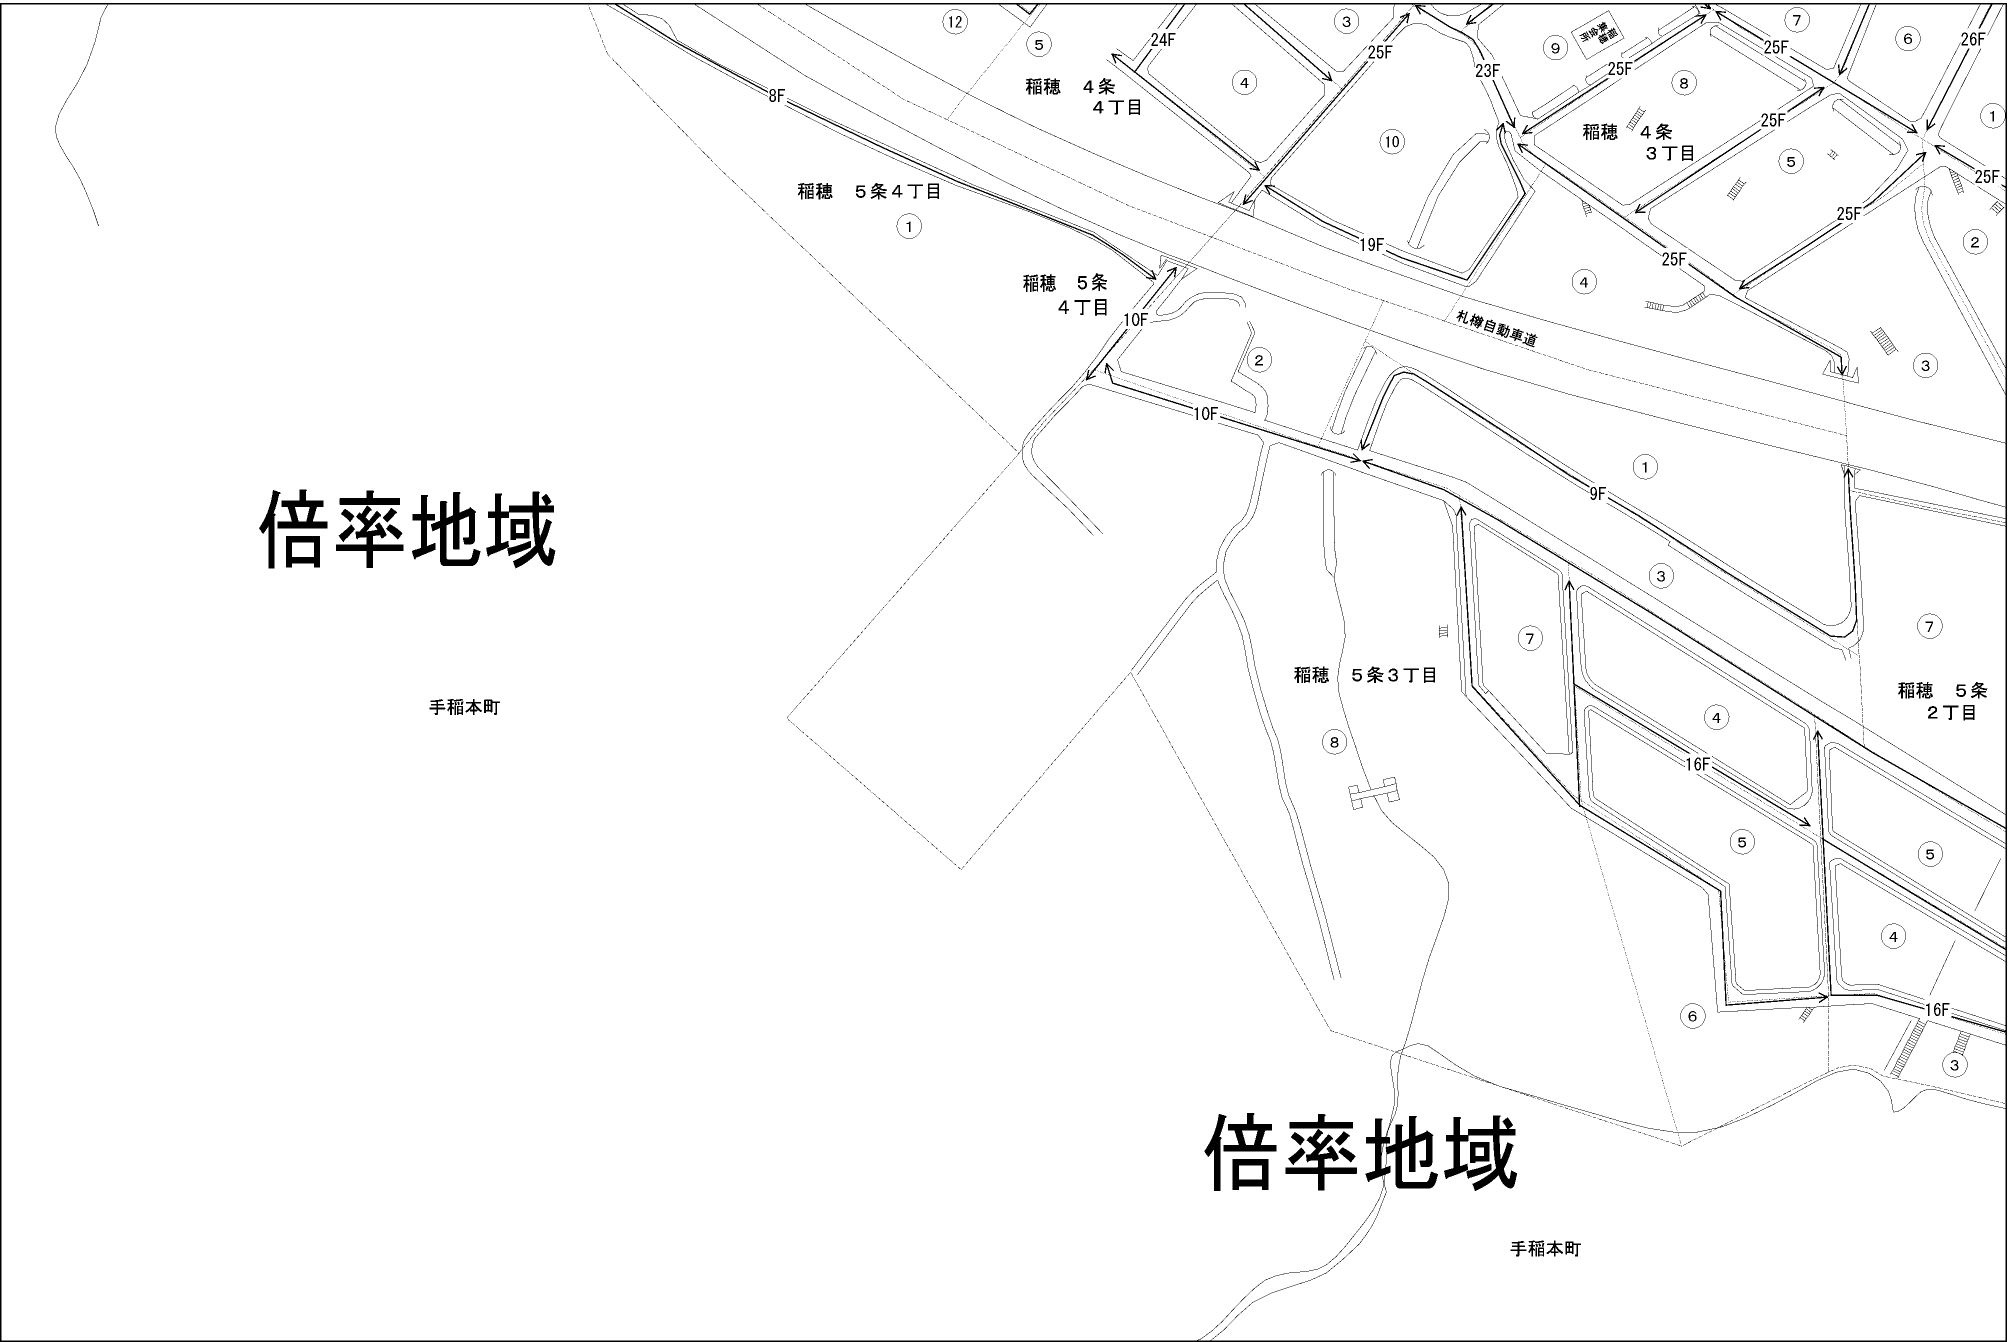 ⑫
⑤
③
24F
25F
④
稲穂　４条
４丁目
8F
⑩
23F
⑨
稲穂
集会所
25F
⑧
25F
⑦
⑥
26F
①
稲穂　４条
３丁目
25F
⑤
25F
25F
②
稲穂　５条４丁目
①
19F
25F
④
稲穂　５条
４丁目
10F
札樽自動車道
②
③
10F
①
9F
倍率地域
③
⑦
⑦
手稲本町
稲穂　５条３丁目
稲穂　５条
２丁目
④
⑧
16F
⑤
⑤
④
⑥
16F
③
倍率地域
手稲本町